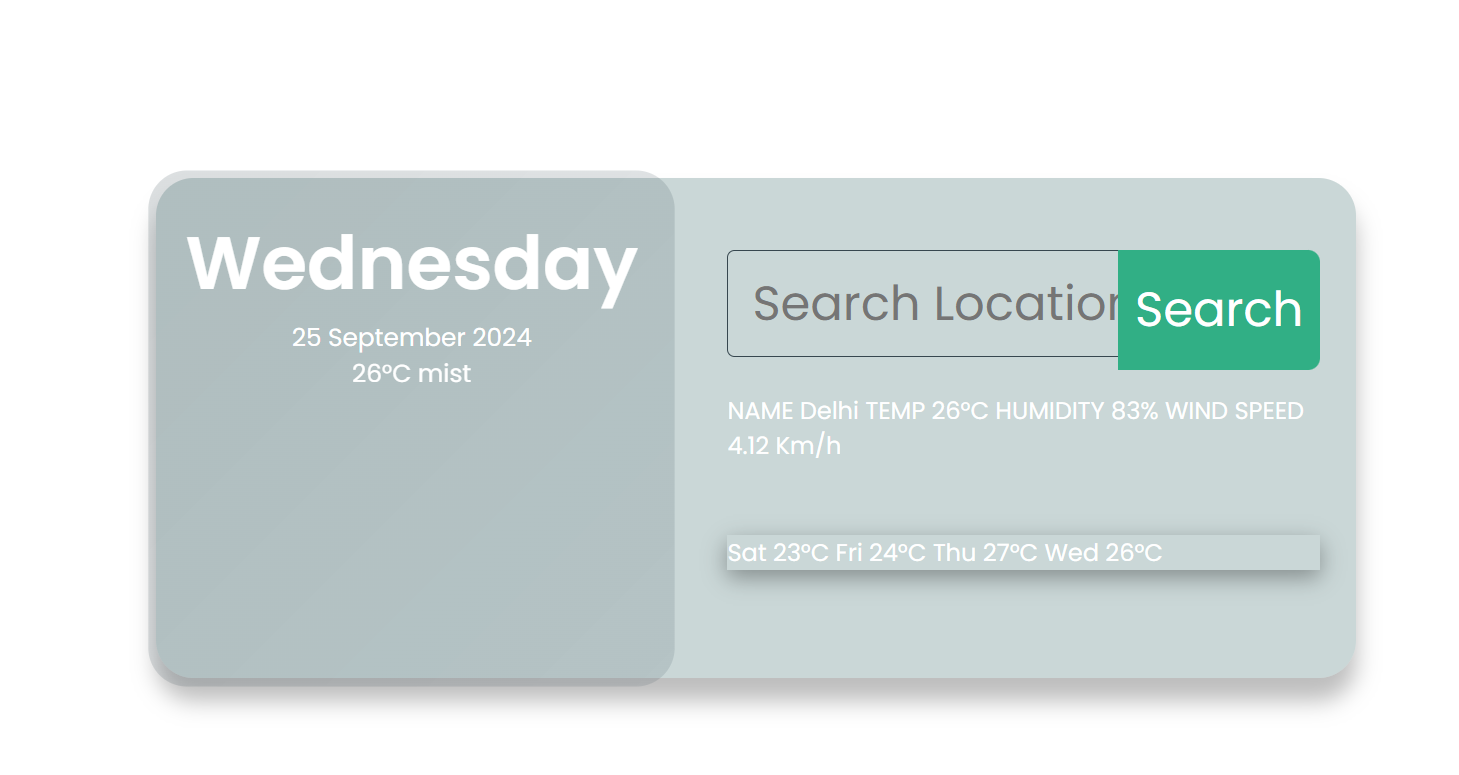 Wednesday
25 September 2024
26°C mist
Search Location
Search
NAME Delhi TEMP 26°C HUMIDITY 83% WIND SPEED
4.12 Km/h
Sat 23°C Fri 24°C Thu 27°C Wed 26°C